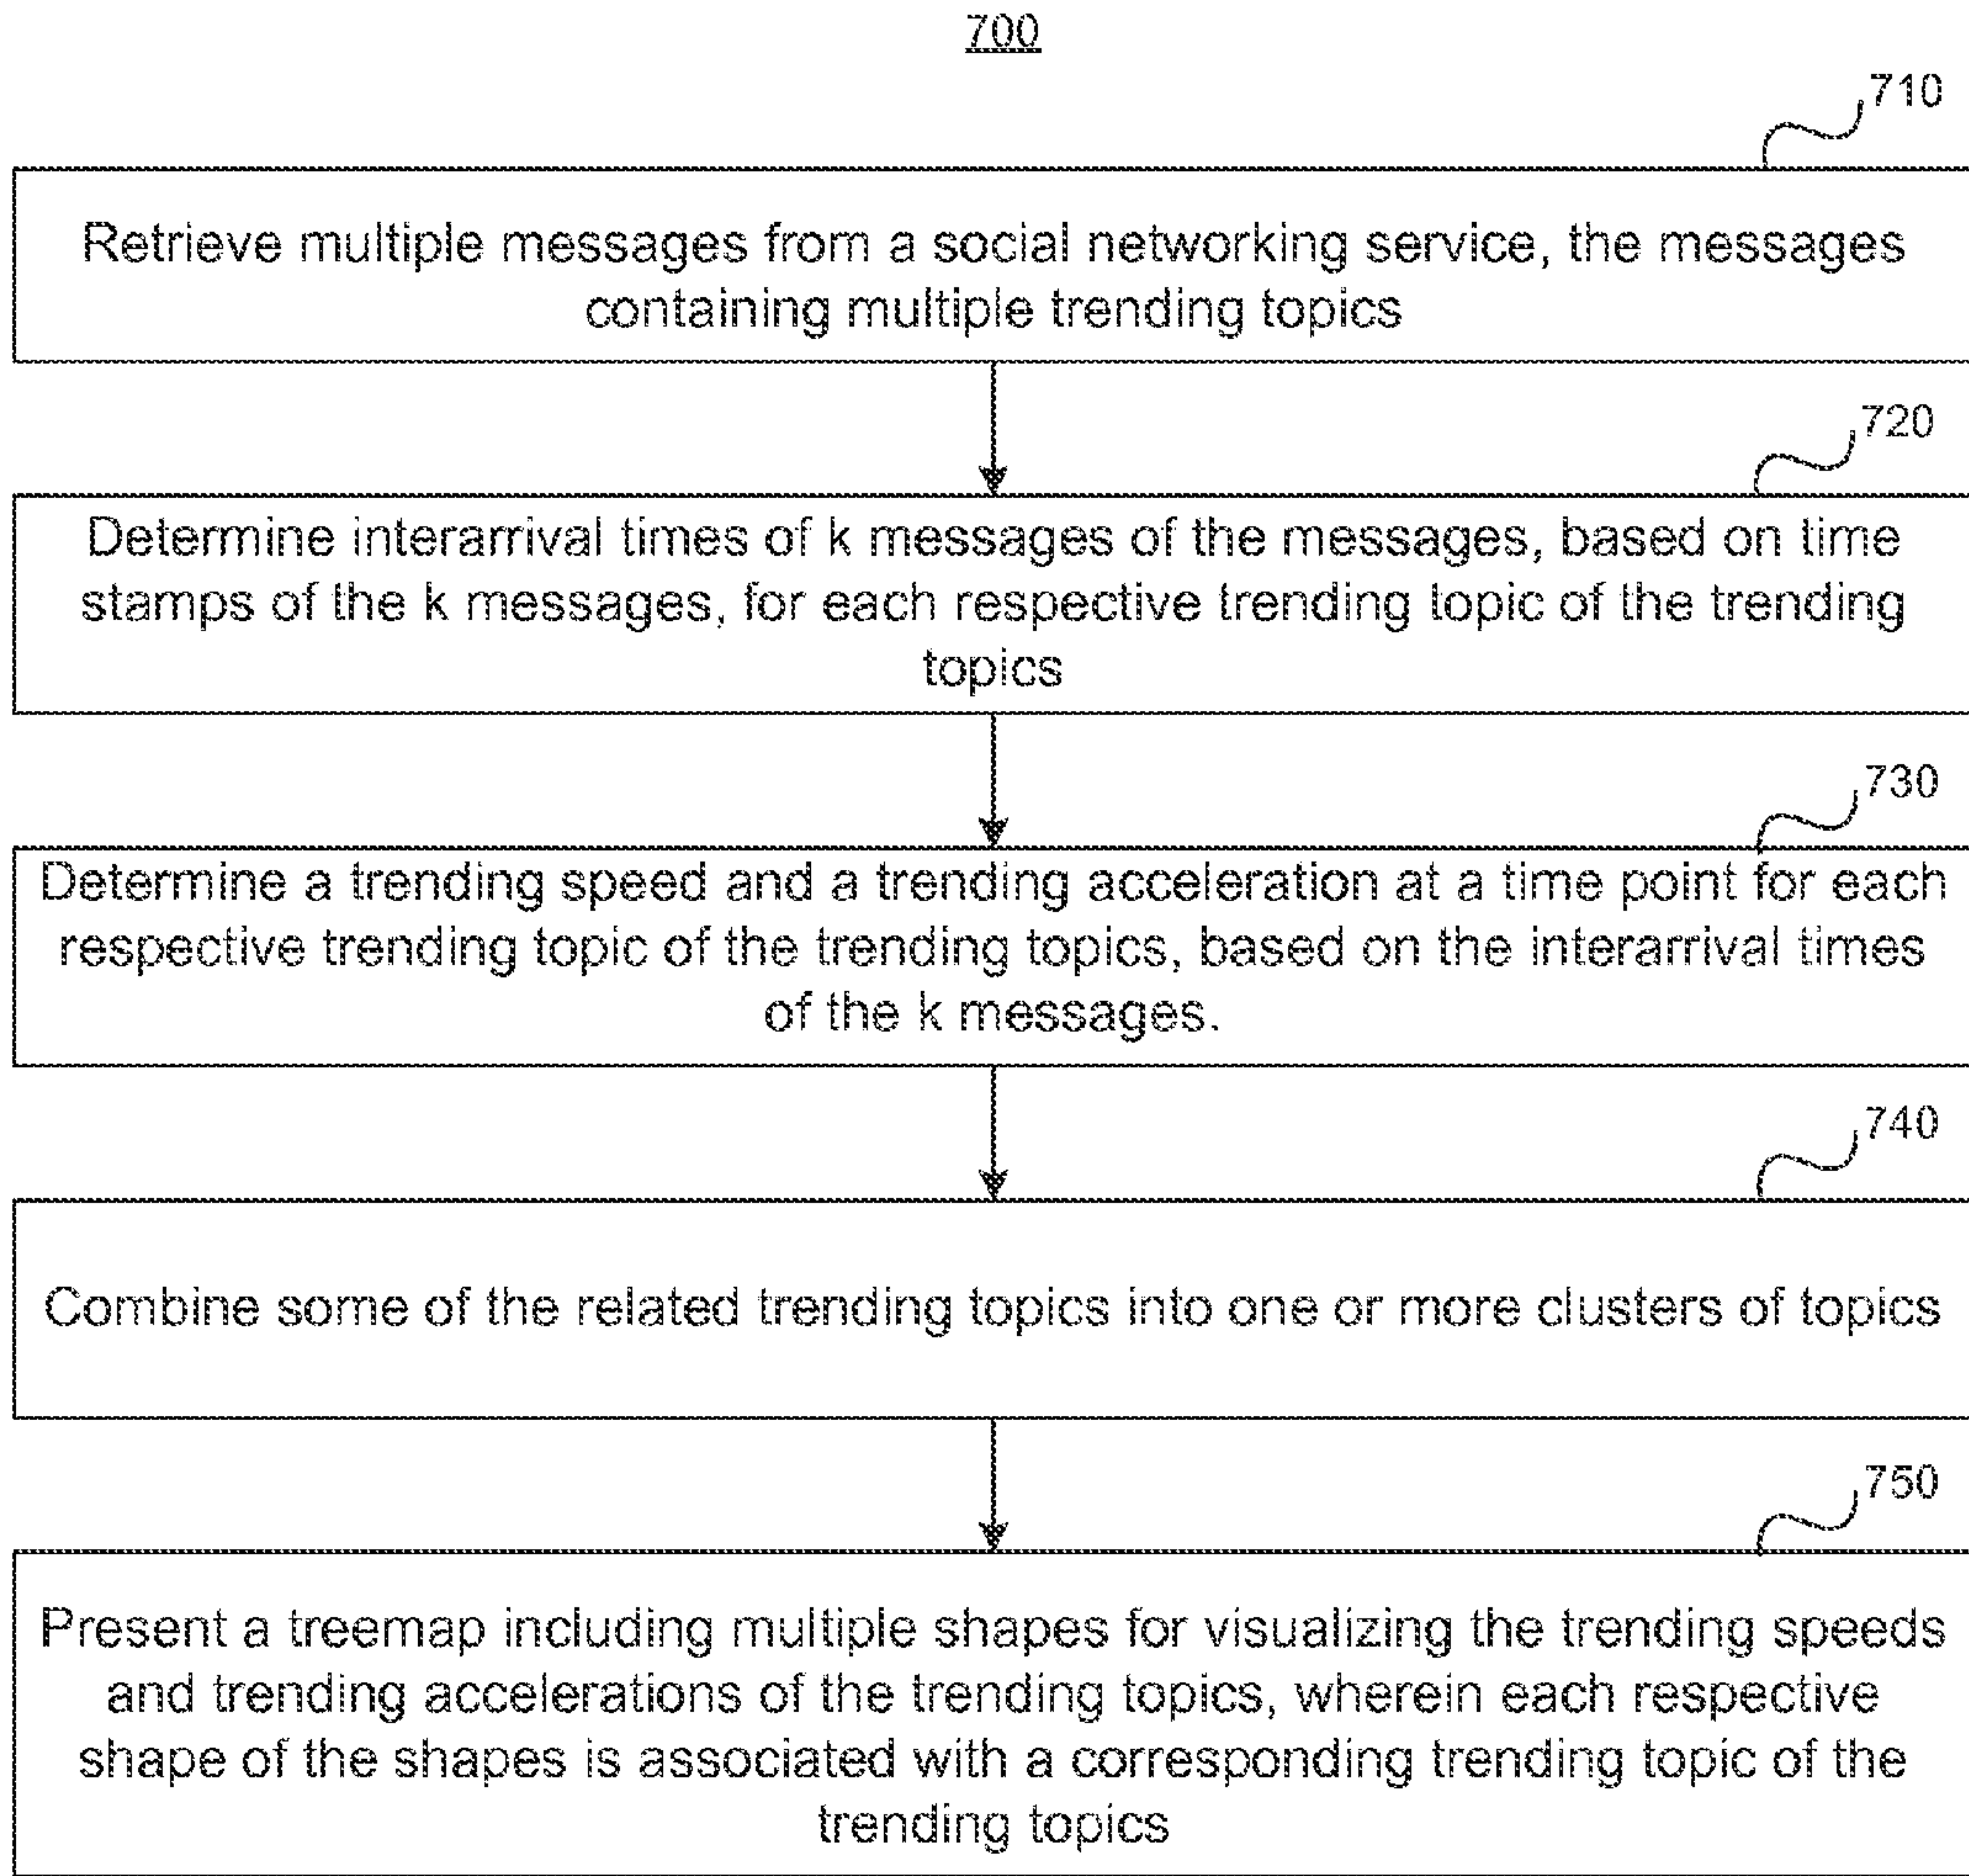 700
710
Retrieve multiple messages from a social networking service, the messages
containing multiple trending topics
720
Determine interarrival times of k messages of the messages, based on time
stamps of the k messages, for each respective trending topic of the trending
topics
730
Determine a trending speed and a trending acceleration at a time point for each
respective trending topic of the trending topics, based on the interarrival times
of the k messages.
740
Combine some of the related trending topics into one or more clusters of topics
750
Present a treemap including multiple shapes for visualizing the trending speeds
and trending accelerations of the trending topics, wherein each respective
shape of the shapes is associated with a corresponding trending topic of the
trending topics